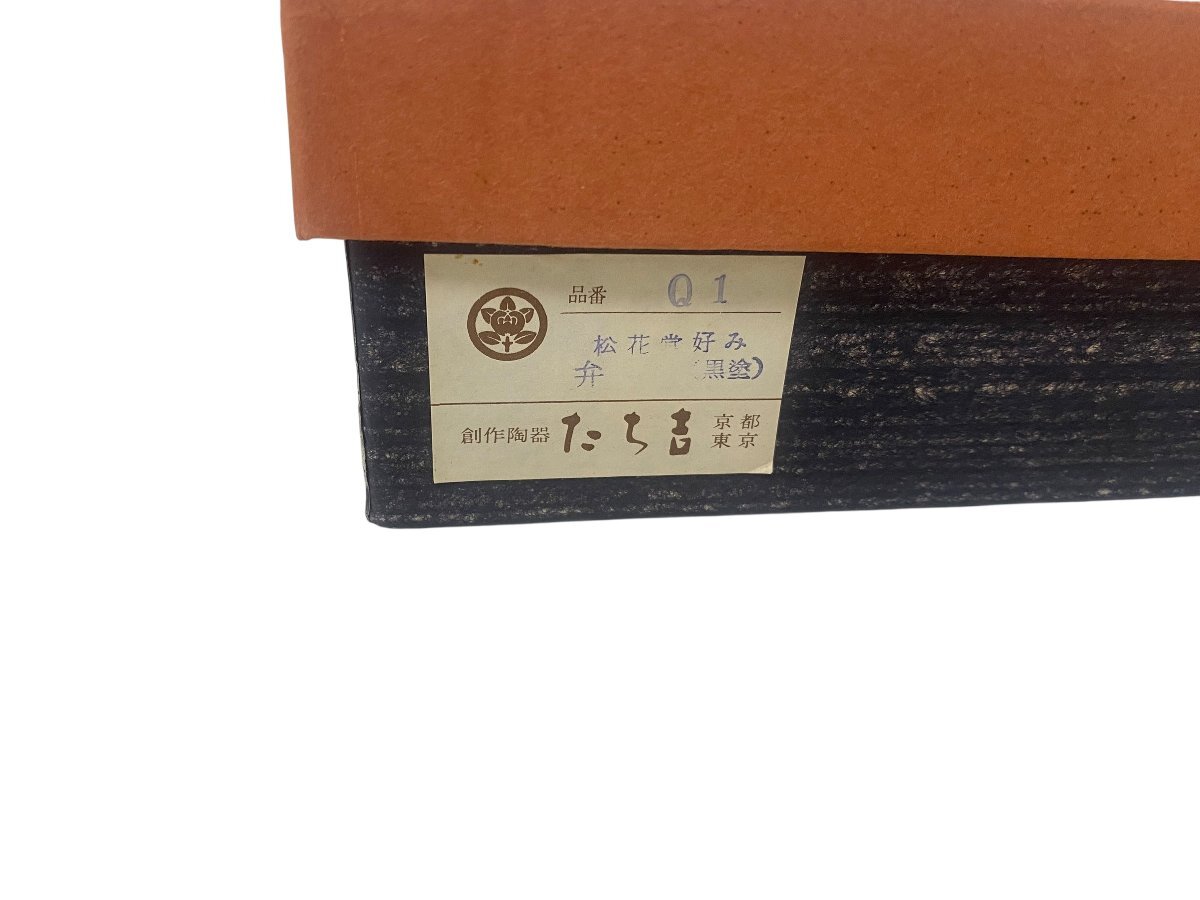 品番 Q1
松花堂好み
弁 (黒塗)
創作陶器 たち吉 京都
東京